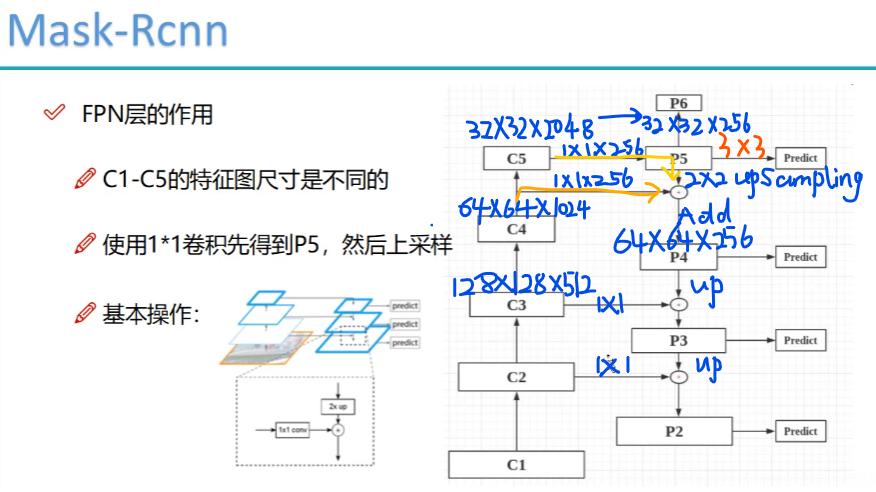 Mask-Rcnn
FPN层的作用
C1-C5的特征图尺寸是不同的
使用1*1卷积先得到P5，然后上采样
基本操作：
predict
predict
predict
2x up
1x1 conv
P6
32X32X2048
32X32X256
C5
1X1X256
P5
3X3
Predict
1X1X256
2X2 upSampling
64X64X1024
Add
C4
64X64X256
P4
Predict
128X128X512
up
C3
1X1
P3
Predict
C2
1X1
up
P2
Predict
C1